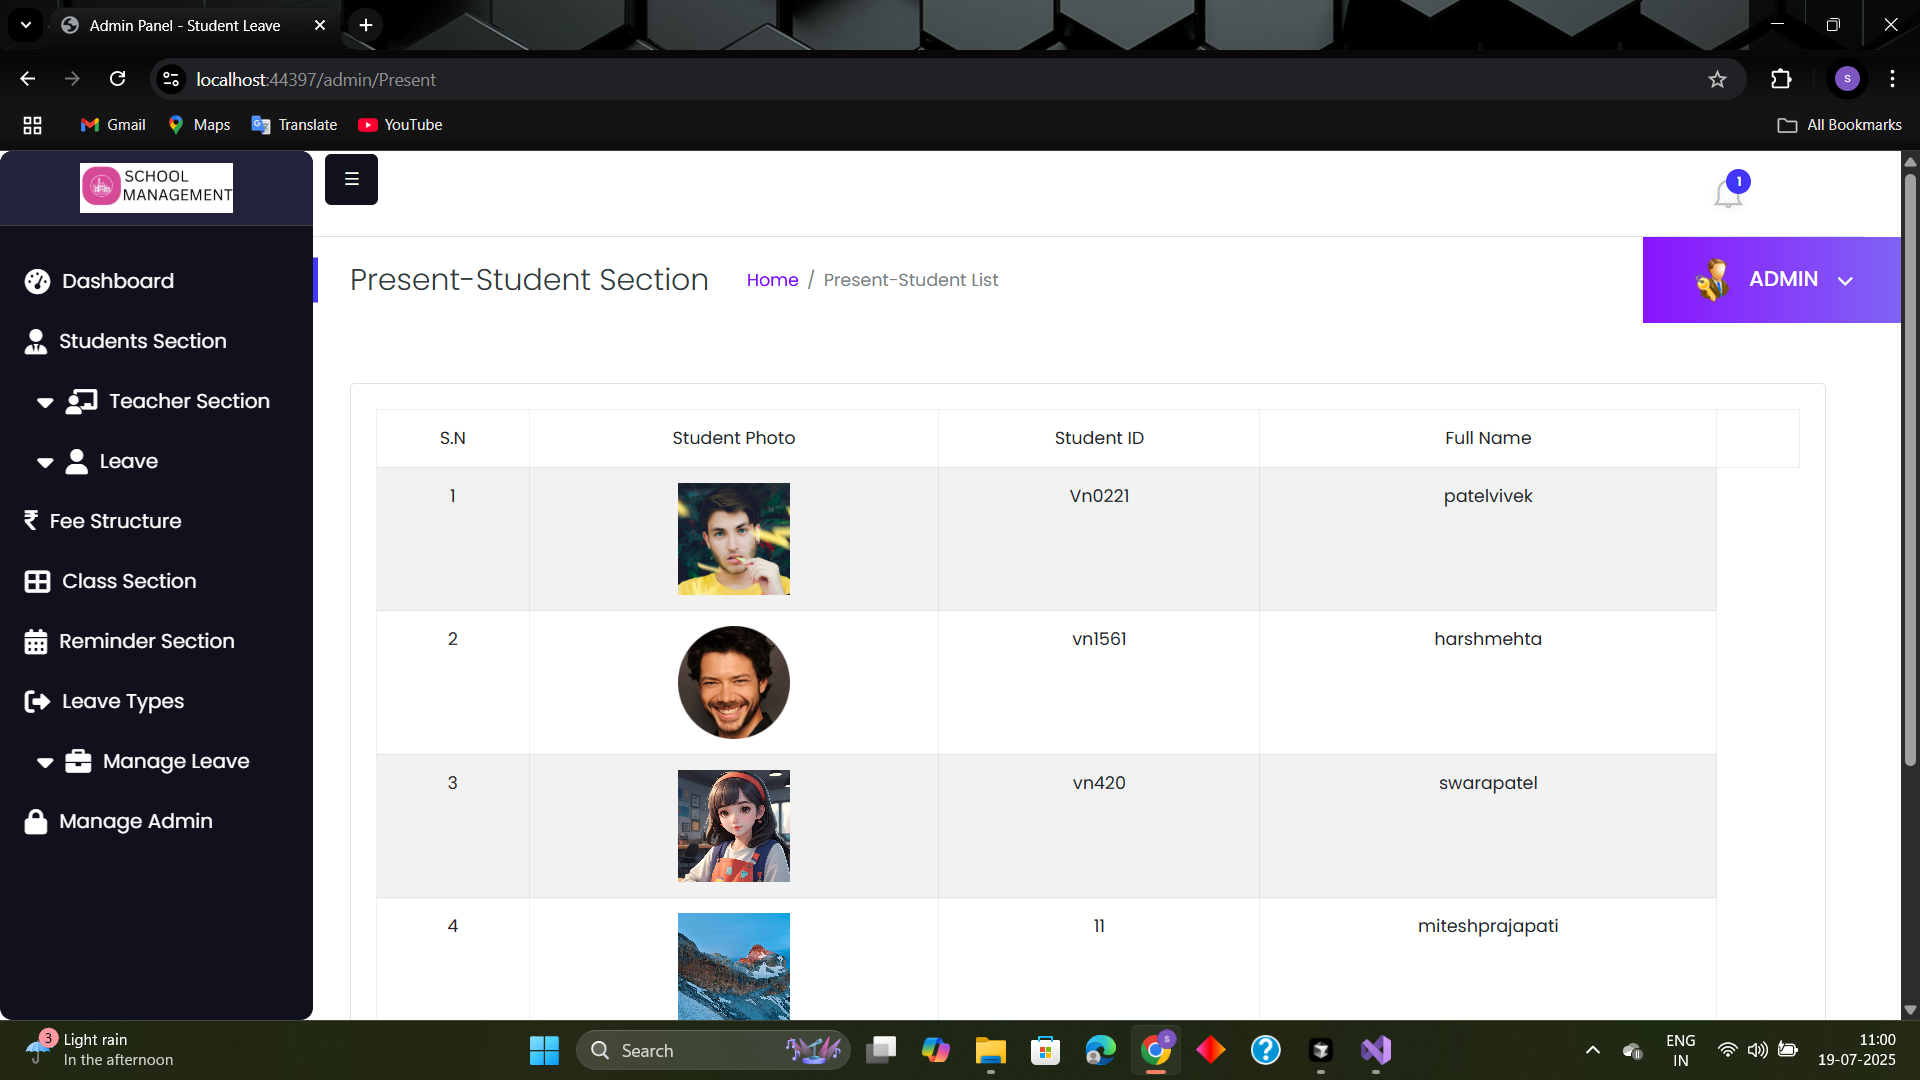 Admin Panel - Student Leave
localhost:44397/admin/Present
S
Gmail
Maps
Translate
YouTube
All Bookmarks
SCHOOL
MANAGEMENT
1
Present-Student Section
Home / Present-Student List
ADMIN
Dashboard
Students Section
Teacher Section
Leave
₹ Fee Structure
Class Section
Reminder Section
Leave Types
Manage Leave
Manage Admin
S.N Student Photo Student ID Full Name
1 Vn0221 patelvivek
2 vn1561 harshmehta
3 vn420 swarapatel
4 11 miteshprajapati
3
Light rain
In the afternoon
Search
S
ENG
IN
11:00
19-07-2025